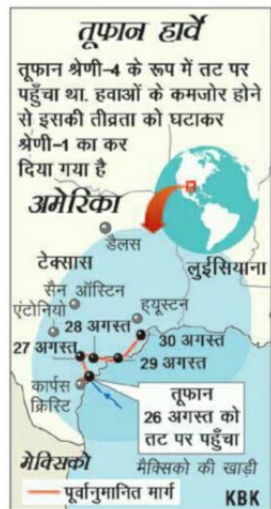 तूफान हार्वे
तूफान श्रेणी-4 के रूप में तट पर
पहुँचा था. हवाओं के कमजोर होने
से इसकी तीव्रता को घटाकर
श्रेणी-1 का कर
दिया गया है
अमेरिका
डैलस
टेक्सास
लुईसियाना
सैन ऑस्टिन
एंटोनियो
ह्यूस्टन
28 अगस्त
27 अगस्त
30 अगस्त
29 अगस्त
कार्पस
क्रिस्टि
तूफान
26 अगस्त को
तट पर पहुँचा
मेक्सिको
मैक्सिको की खाड़ी
पूर्वानुमानित मार्ग
KBK